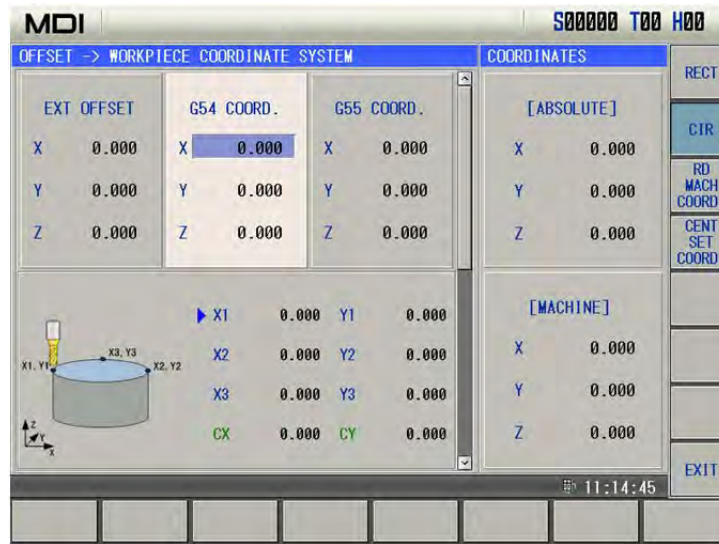 MDI S00000 T00 H00
OFFSET -> WORKPIECE COORDINATE SYSTEM
COORDINATES
EXT OFFSET G54 COORD. G55 COORD.
X 0.000 X 0.000 X 0.000
Y 0.000 Y 0.000 Y 0.000
Z 0.000 Z 0.000 Z 0.000
[ABSOLUTE]
X 0.000
Y 0.000
Z 0.000
X1 0.000 Y1 0.000
X2 0.000 Y2 0.000
X3 0.000 Y3 0.000
CX 0.000 CY 0.000
X1, Y1
X3, Y3
X2, Y2
Z
Y
X
[MACHINE]
X 0.000
Y 0.000
Z 0.000
11:14:45
RECT
CIR
RD
MACH
COORD
CENT
SET
COORD
EXIT